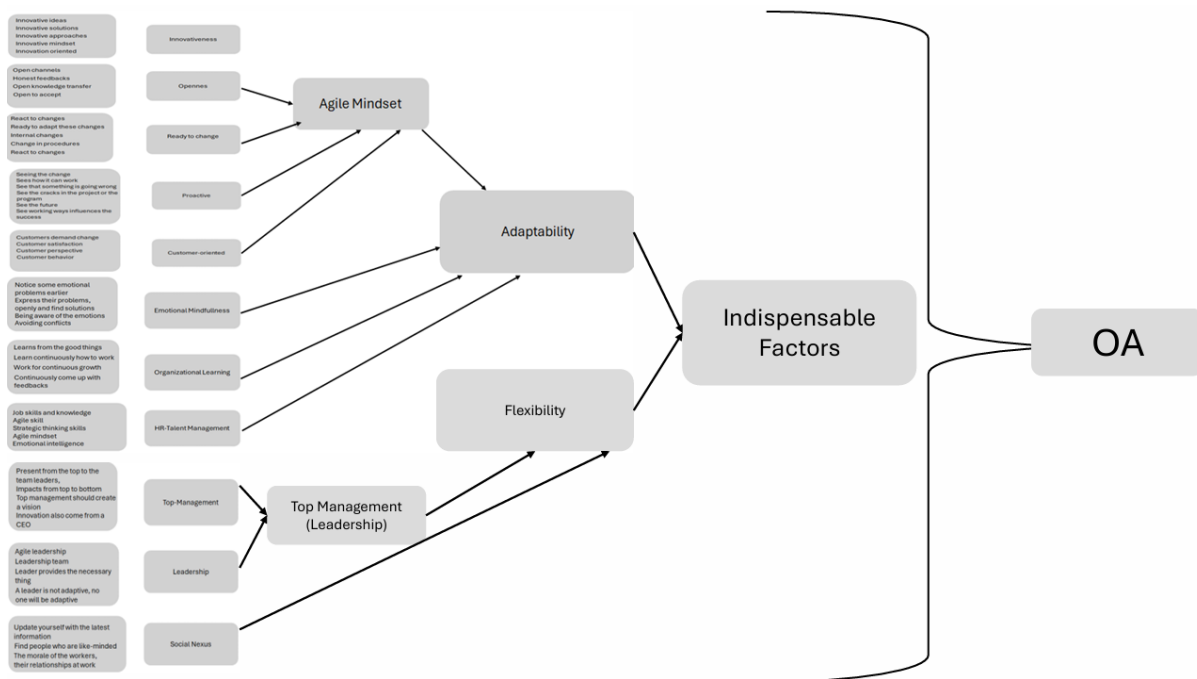 Innovative ideas
Innovative solutions
Innovative approaches
Innovative mindset
Innovation oriented
Innovativeness
Open channels
Honest feedbacks
Open knowledge transfer
Open to accept
Opennes
Agile Mindset
React to changes
Ready to adapt these changes
Internal changes
Change in procedures
React to changes
Ready to change
Seeing the change
Sees how it can work
See that something is going wrong
See the cracks in the project or the
program
See the future
See working ways influences the
success
Proactive
Adaptability
Customers demand change
Customer satisfaction
Customer perspective
Customer behavior
Customer-oriented
Notice some emotional
problems earlier
Express their problems,
openly and find solutions
Being aware of the emotions
Avoiding conflicts
Emotional Mindfullness
Indispensable
Factors
OA
Learns from the good things
Learn continuously how to work
Work for continuous growth
Continuously come up with
feedbacks
Organizational Learning
Flexibility
Job skills and knowledge
Agile skill
Strategic thinking skills
Agile mindset
Emotional intelligence
HR-Talent Management
Present from the top to the
team leaders,
Impacts from top to bottom
Top management should create
a vision
Innovation also come from a
CEO
Top-Management
Top Management
(Leadership)
Agile leadership
Leadership team
Leader provides the necessary
thing
A leader is not adaptive, no
one will be adaptive
Leadership
Update yourself with the latest
information
Find people who are like-minded
The morale of the workers,
their relationships at work
Social Nexus